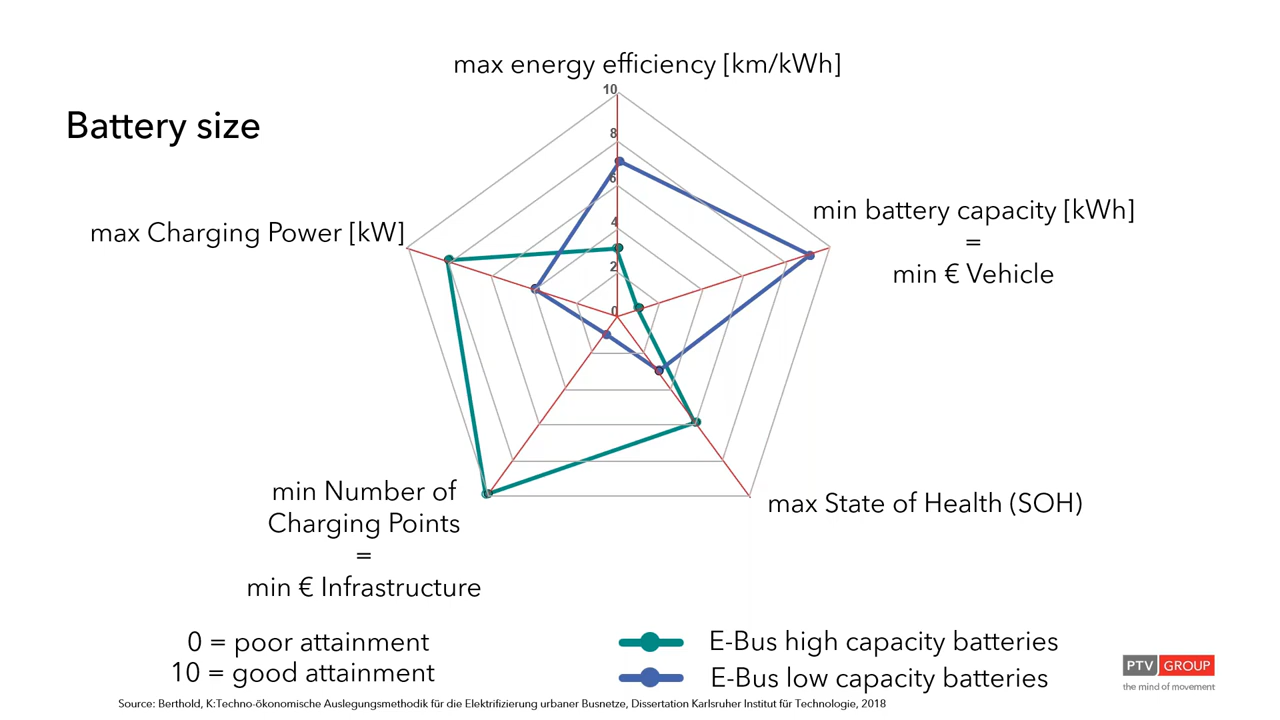 max energy efficiency [km/kWh]
10
Battery size
8
6
max Charging Power [kW]
min battery capacity [kWh]
=
min € Vehicle
4
2
0
min Number of
Charging Points
=
min € Infrastructure
max State of Health (SOH)
0 = poor attainment
10 = good attainment
E-Bus high capacity batteries
E-Bus low capacity batteries
PTV GROUP
the mind of movement
Source: Berthold, K:Techno-ökonomische Auslegungsmethodik für die Elektrifizierung urbaner Busnetze, Dissertation Karlsruher Institut für Technologie, 2018